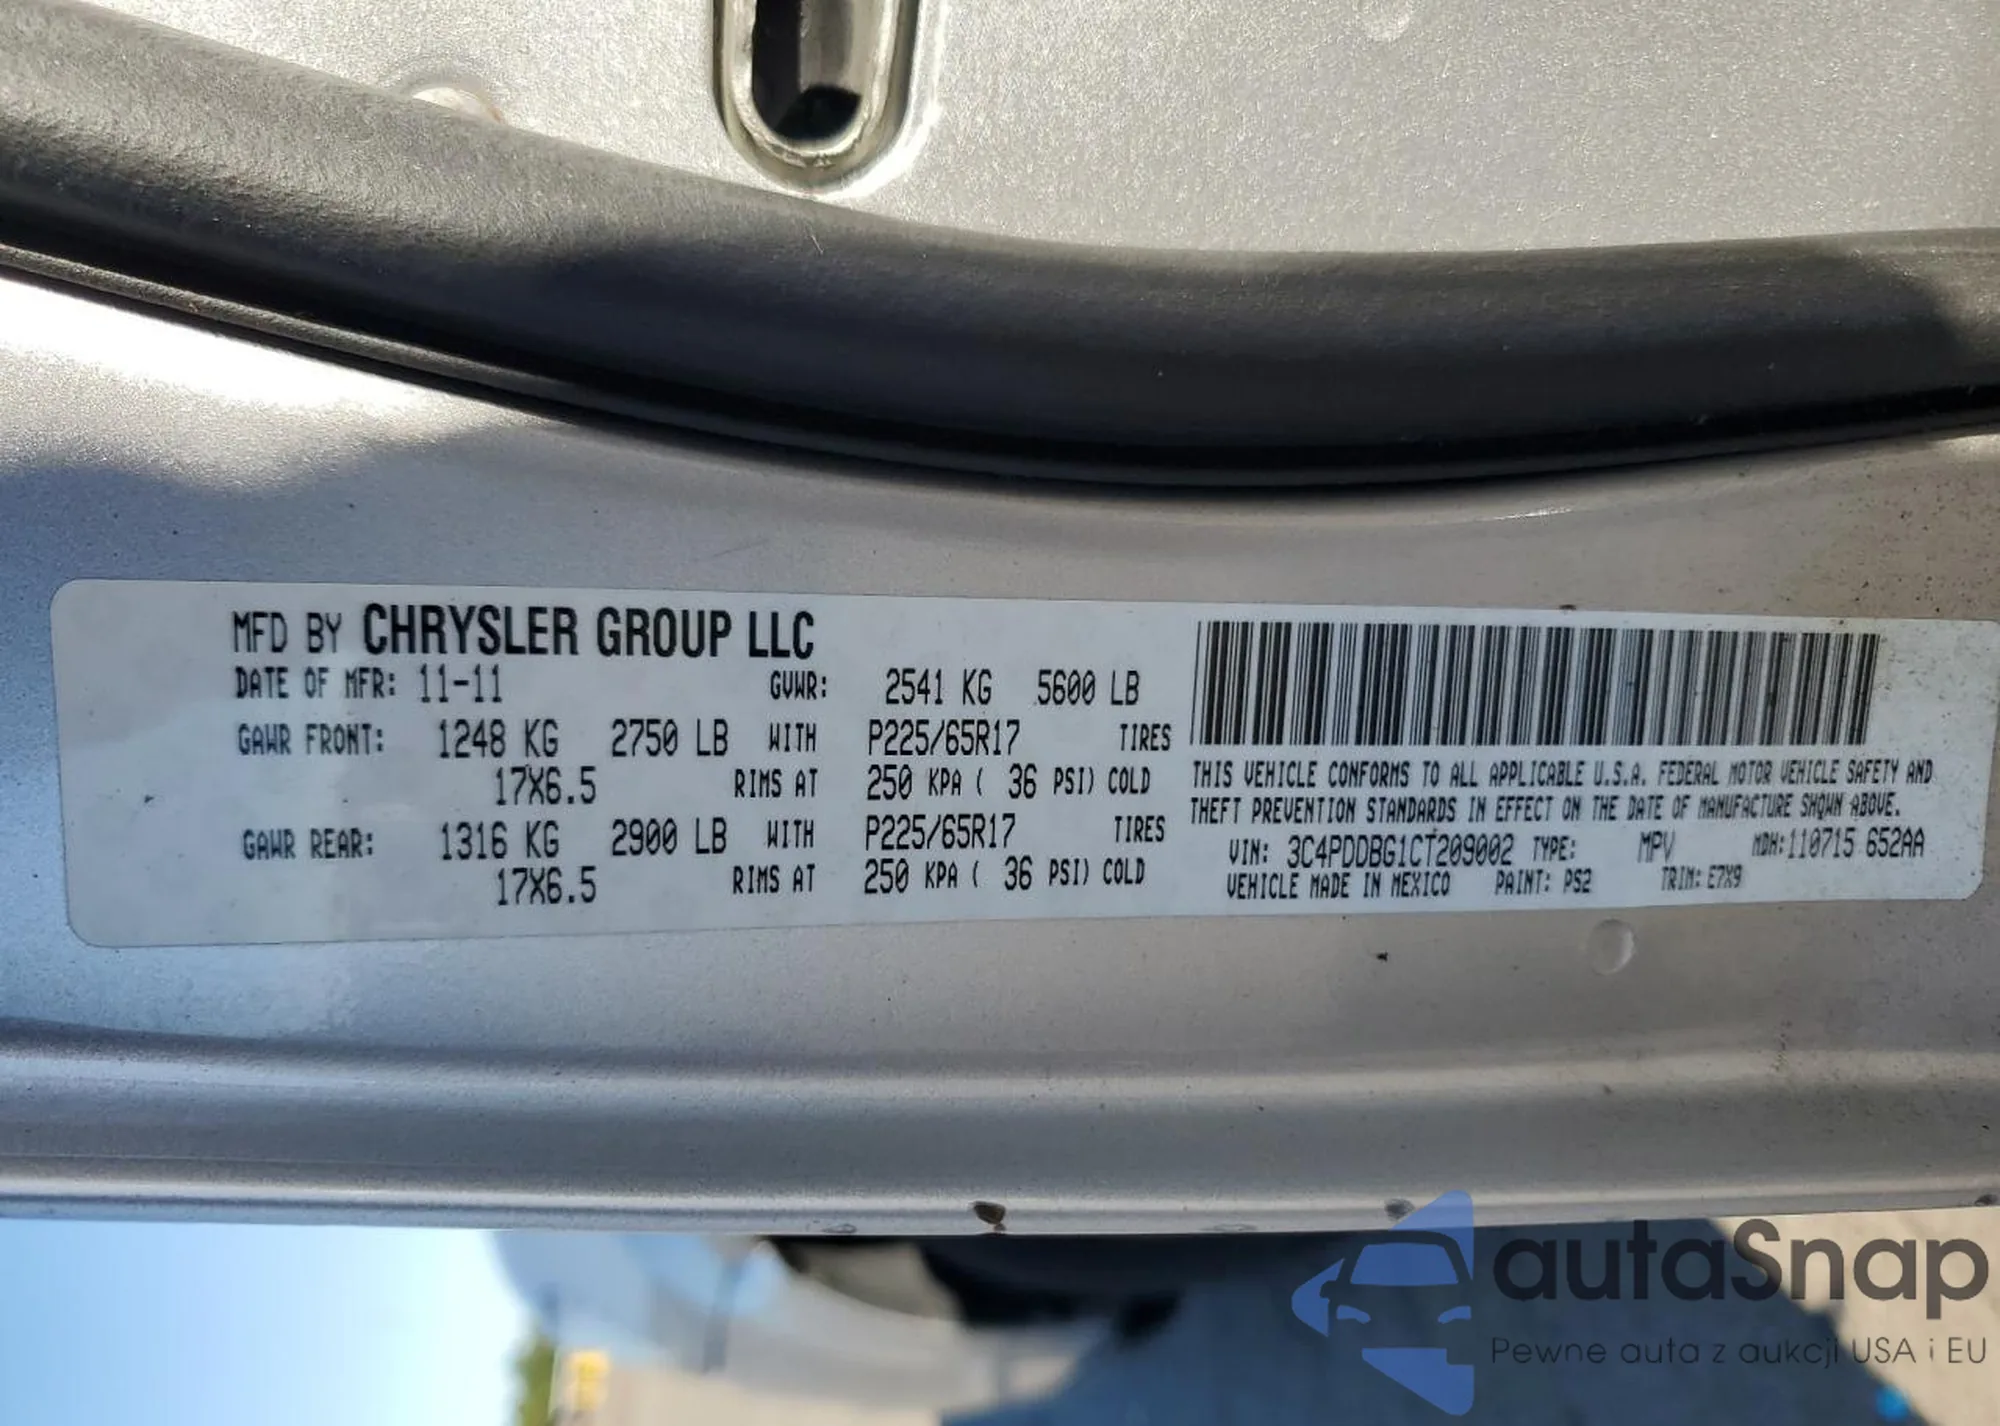 MFD BY CHRYSLER GROUP LLC
DATE OF MFR: 11-11 GVWR: 2541 KG 5600 LB
GAWR FRONT: 1248 KG 2750 LB WITH P225/65R17 TIRES
17X6.5 RIMS AT 250 KPA ( 36 PSI) COLD
GAWR REAR: 1316 KG 2900 LB WITH P225/65R17 TIRES
17X6.5 RIMS AT 250 KPA ( 36 PSI) COLD
THIS VEHICLE CONFORMS TO ALL APPLICABLE U.S.A. FEDERAL MOTOR VEHICLE SAFETY AND
THEFT PREVENTION STANDARDS IN EFFECT ON THE DATE OF MANUFACTURE SHOWN ABOVE.
VIN: 3C4PDDBG1CT209002 TYPE: MPV MDH: 110715 652AA
VEHICLE MADE IN MEXICO PAINT: PS2 TRIM: E7X9
autaSnap
Pewne auta z aukcji USA i EU